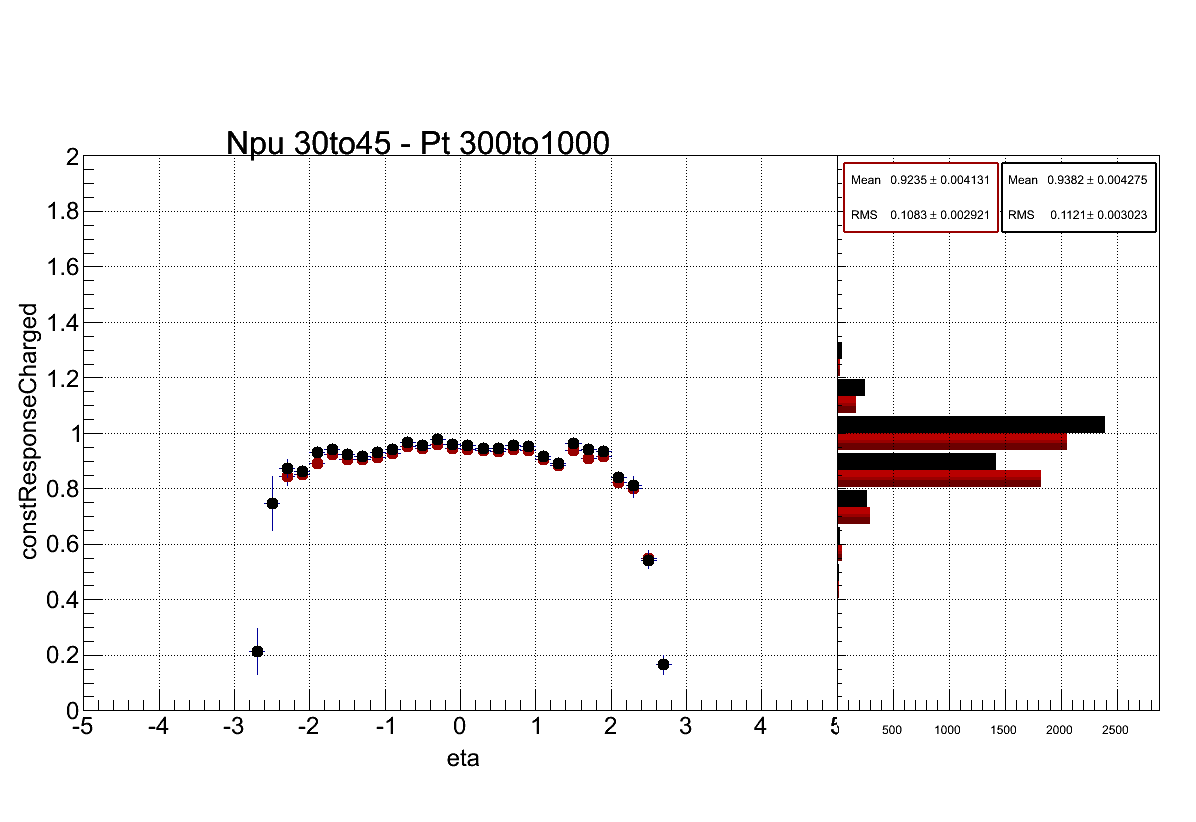 Npu 30to45 - Pt 300to1000
constResponseCharged
2
1.8
1.6
1.4
1.2
1
0.8
0.6
0.4
0.2
0
-5 -4 -3 -2 -1 0 1 2 3 4 5
eta
Mean 0.9235 ± 0.004131
RMS 0.1083 ± 0.002921
Mean 0.9382 ± 0.004275
RMS 0.1121 ± 0.003023
500 1000 1500 2000 2500